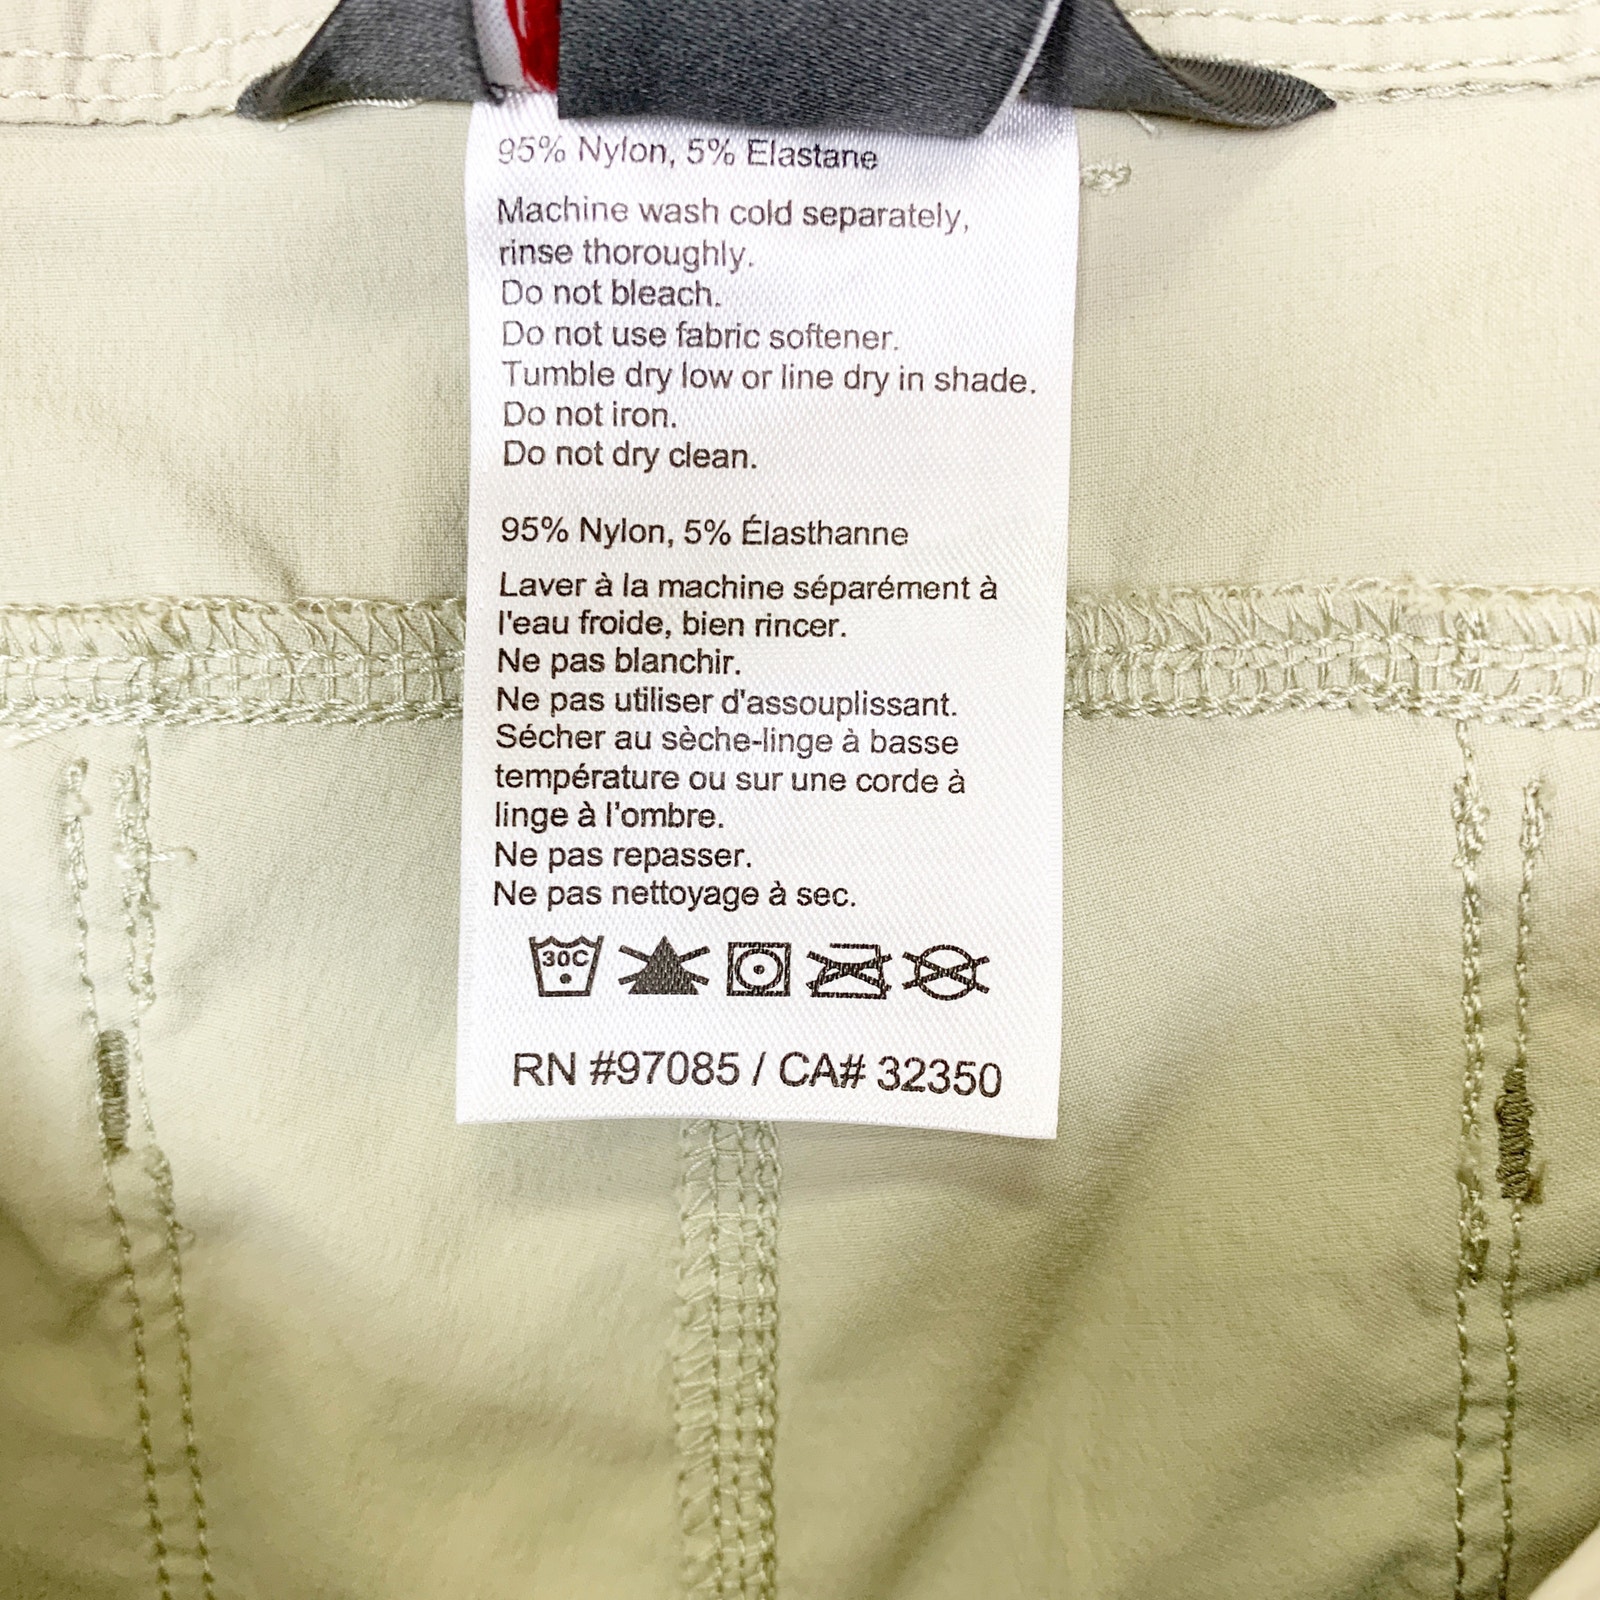 95% Nylon, 5% Elastane
Machine wash cold separately,
rinse thoroughly.
Do not bleach.
Do not use fabric softener.
Tumble dry low or line dry in shade.
Do not iron.
Do not dry clean.
95% Nylon, 5% Élasthanne
Laver à la machine séparément à
l'eau froide, bien rincer.
Ne pas blanchir.
Ne pas utiliser d'assouplissant.
Sécher au sèche-linge à basse
température ou sur une corde à
linge à l'ombre.
Ne pas repasser.
Ne pas nettoyage à sec.
30C
RN #97085 / CA# 32350